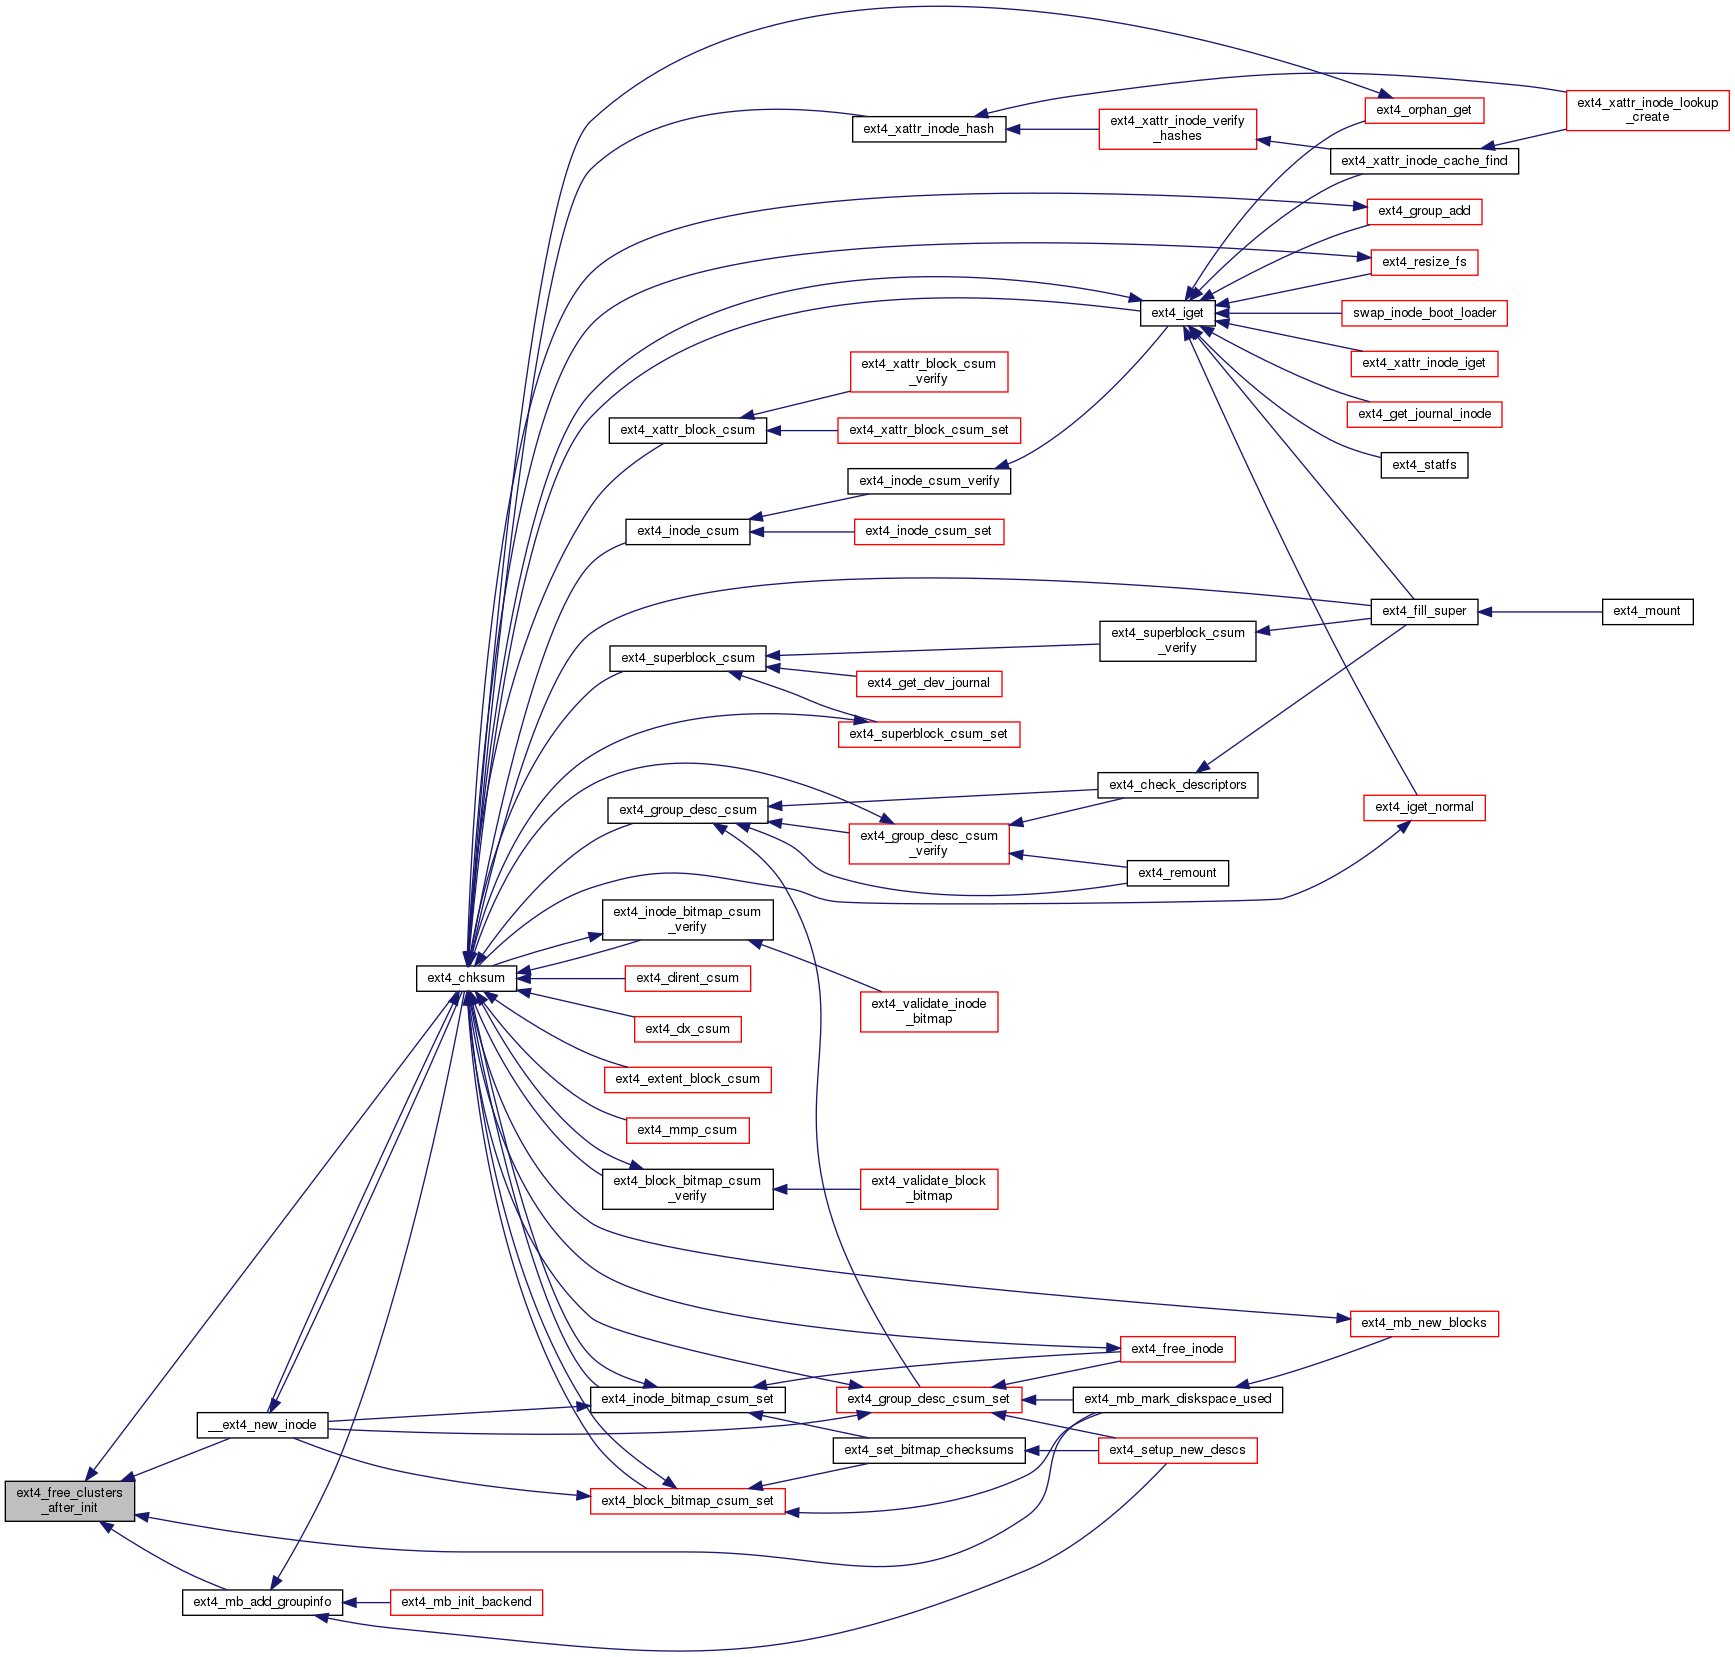 ext4_orphan_get
ext4_xattr_inode_lookup
_create
ext4_xattr_inode_hash
ext4_xattr_inode_verify
_hashes
ext4_xattr_inode_cache_find
ext4_group_add
ext4_resize_fs
ext4_iget
swap_inode_boot_loader
ext4_xattr_inode_iget
ext4_xattr_block_csum
_verify
ext4_get_journal_inode
ext4_xattr_block_csum
ext4_xattr_block_csum_set
ext4_statfs
ext4_inode_csum_verify
ext4_inode_csum
ext4_inode_csum_set
ext4_fill_super
ext4_mount
ext4_superblock_csum
_verify
ext4_superblock_csum
ext4_get_dev_journal
ext4_superblock_csum_set
ext4_check_descriptors
ext4_group_desc_csum
ext4_iget_normal
ext4_group_desc_csum
_verify
ext4_remount
ext4_inode_bitmap_csum
_verify
ext4_chksum
ext4_dirent_csum
ext4_validate_inode
_bitmap
ext4_dx_csum
ext4_extent_block_csum
ext4_mmp_csum
ext4_block_bitmap_csum
_verify
ext4_validate_block
_bitmap
ext4_mb_new_blocks
ext4_free_inode
ext4_inode_bitmap_csum_set
ext4_group_desc_csum_set
ext4_mb_mark_diskspace_used
__ext4_new_inode
ext4_set_bitmap_checksums
ext4_setup_new_descs
ext4_free_clusters
_after_init
ext4_block_bitmap_csum_set
ext4_mb_add_groupinfo
ext4_mb_init_backend